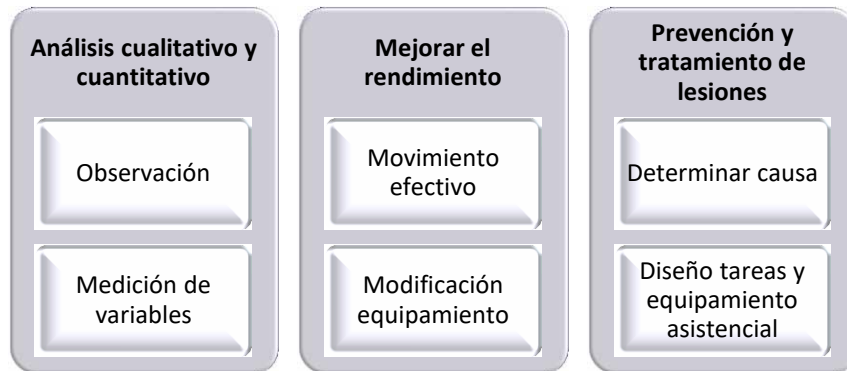 Análisis cualitativo y
cuantitativo
Observación
Medición de
variables
Mejorar el
rendimiento
Movimiento
efectivo
Modificación
equipamiento
Prevención y
tratamiento de
lesiones
Determinar causa
Diseño tareas y
equipamiento
asistencial